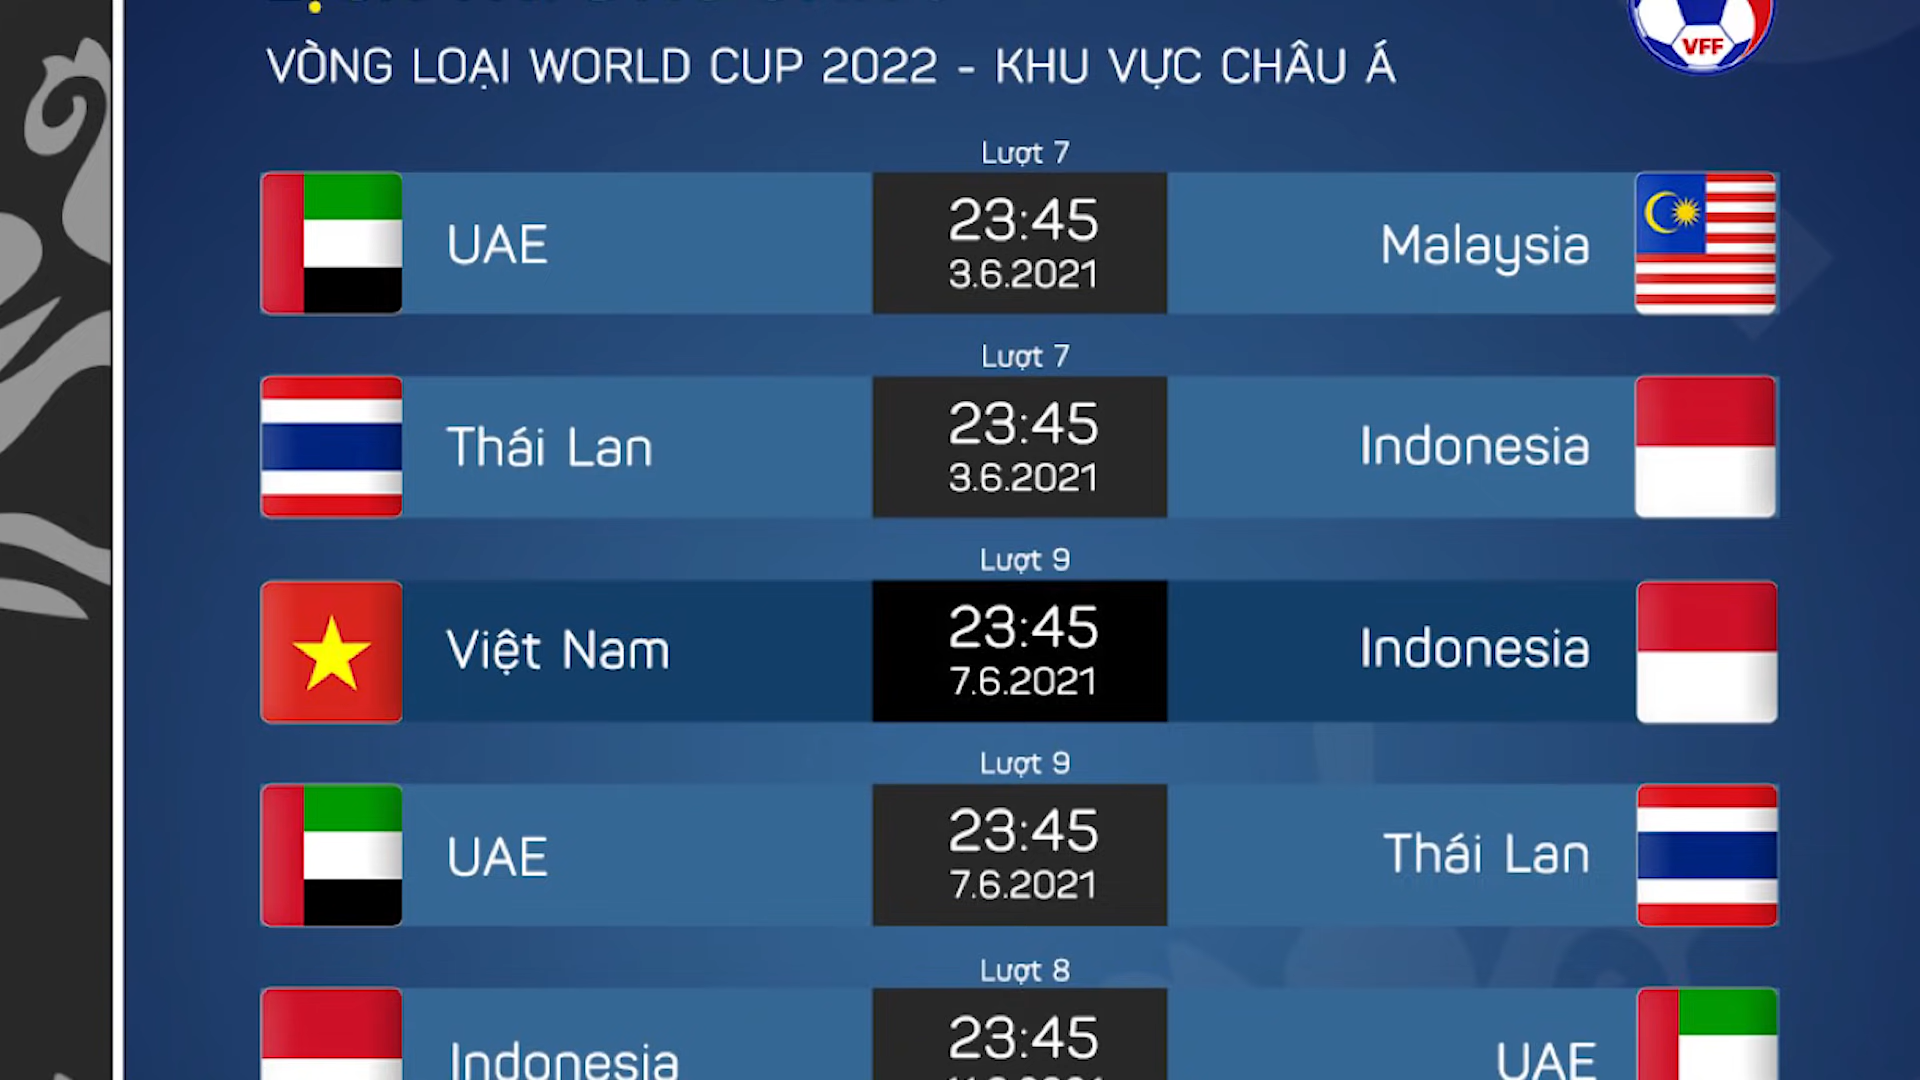 VÒNG LOẠI WORLD CUP 2022 - KHU VỰC CHÂU Á
VFF
Lượt 7
UAE
23:45
3.6.2021
Malaysia
Lượt 7
Thái Lan
23:45
3.6.2021
Indonesia
Lượt 9
Việt Nam
23:45
7.6.2021
Indonesia
Lượt 9
UAE
23:45
7.6.2021
Thái Lan
Lượt 8
Indonesia
23:45
UAE